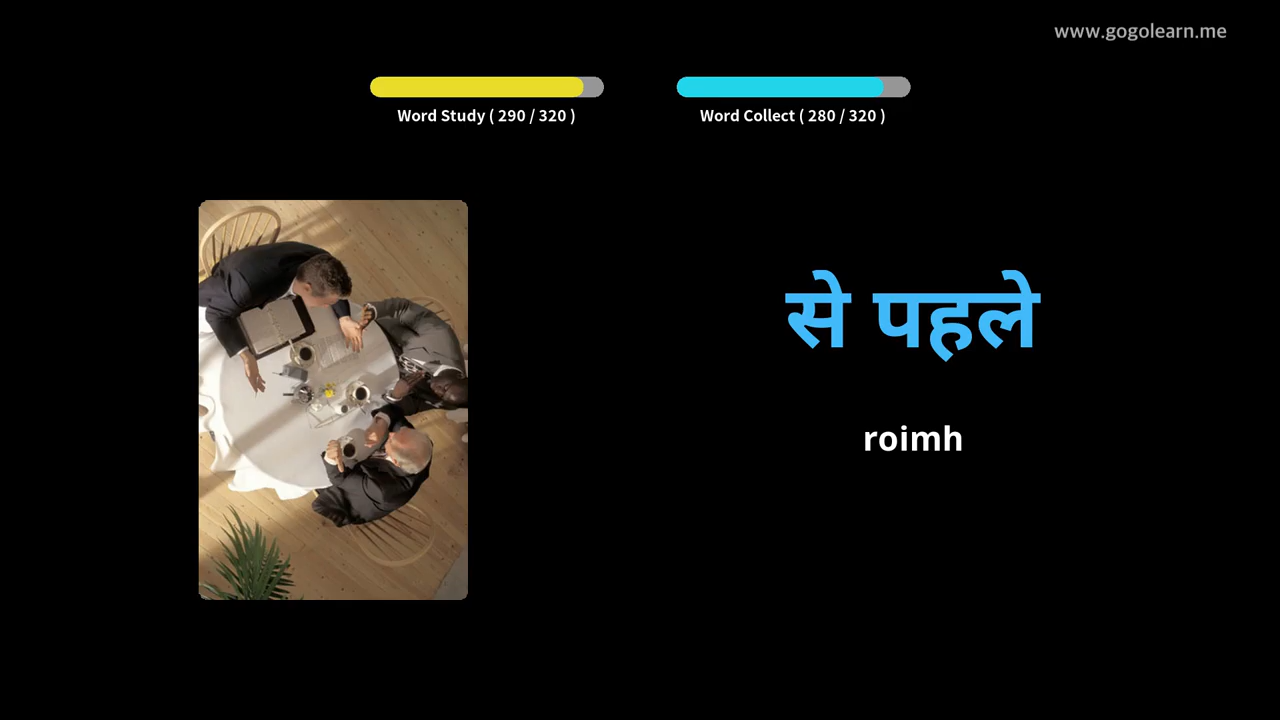 www.gogolearn.me
Word Study ( 290 / 320 )
Word Collect ( 280 / 320 )
से पहले
roimh